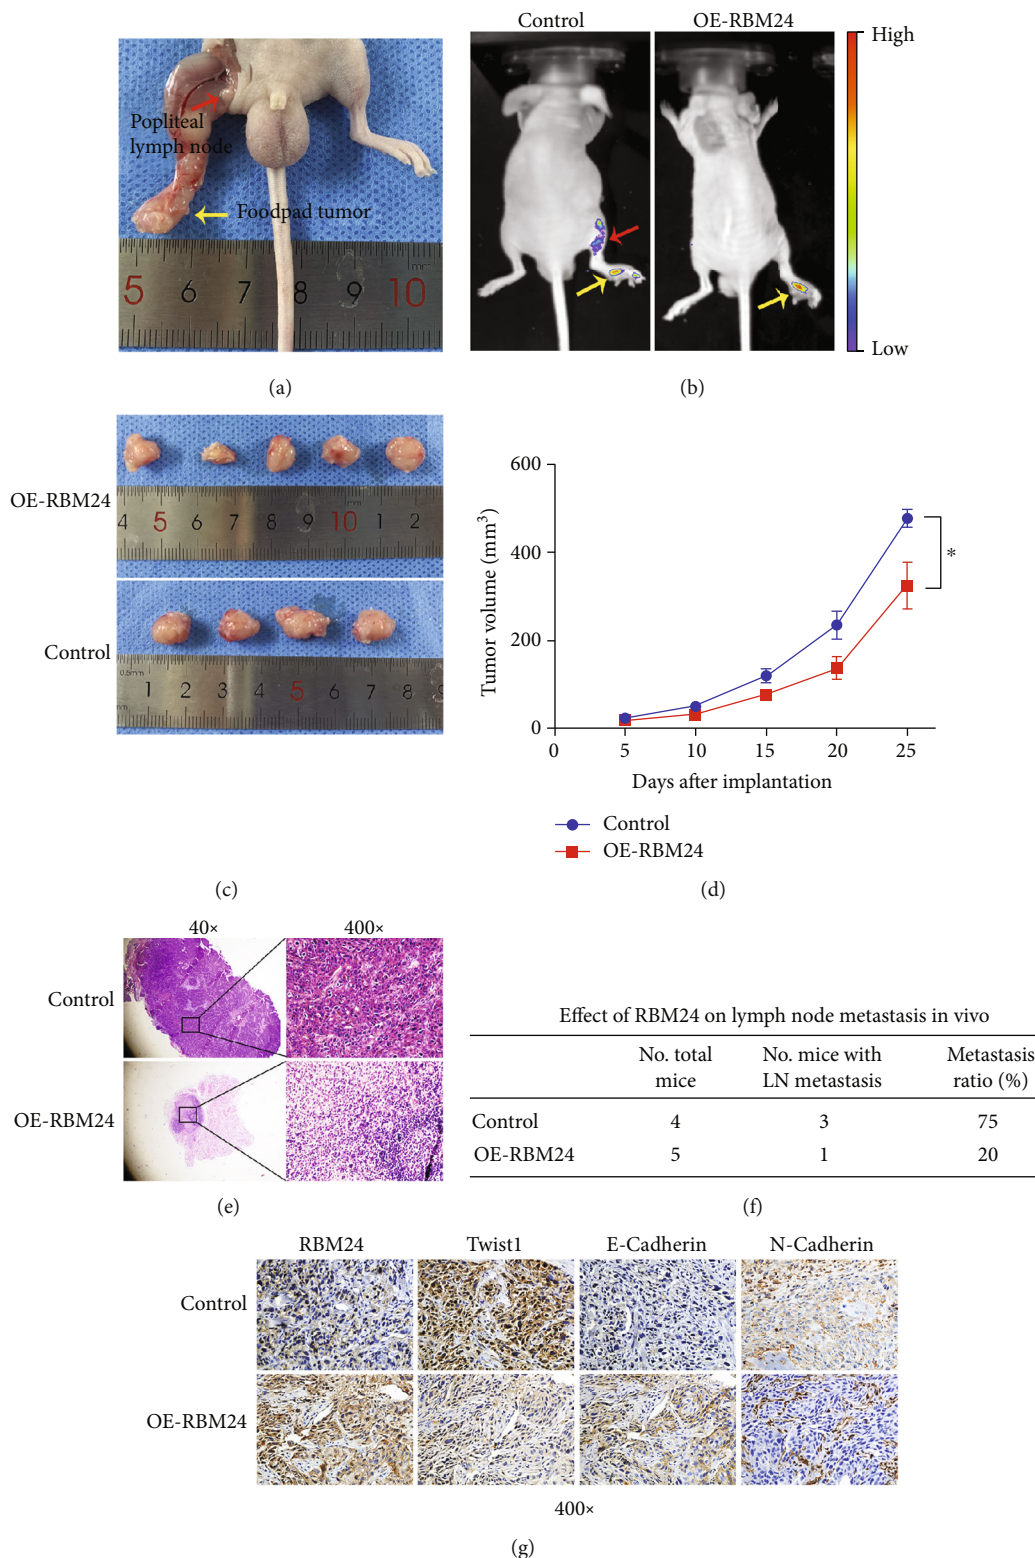 Popliteal
lymph node
Foodpad tumor
mm
5 6 7 8 9 10
(a)
Control OE-RBM24
High
Low
(b)
OE-RBM24
4 5 6 7 8 9 10 1 2
Control
0.5mm
1 2 3 4 5 6 7 8 9
(c)
Tumor volume (mm³)
600
400
200
0
0 5 10 15 20 25
*
Days after implantation
Control
OE-RBM24
(d)
40× 400×
Control
OE-RBM24
(e)
Effect of RBM24 on lymph node metastasis in vivo
No. total No. mice with Metastasis
mice LN metastasis ratio (%)
Control 4 3 75
OE-RBM24 5 1 20
(f)
RBM24 Twist1 E-Cadherin N-Cadherin
Control
OE-RBM24
400×
(g)